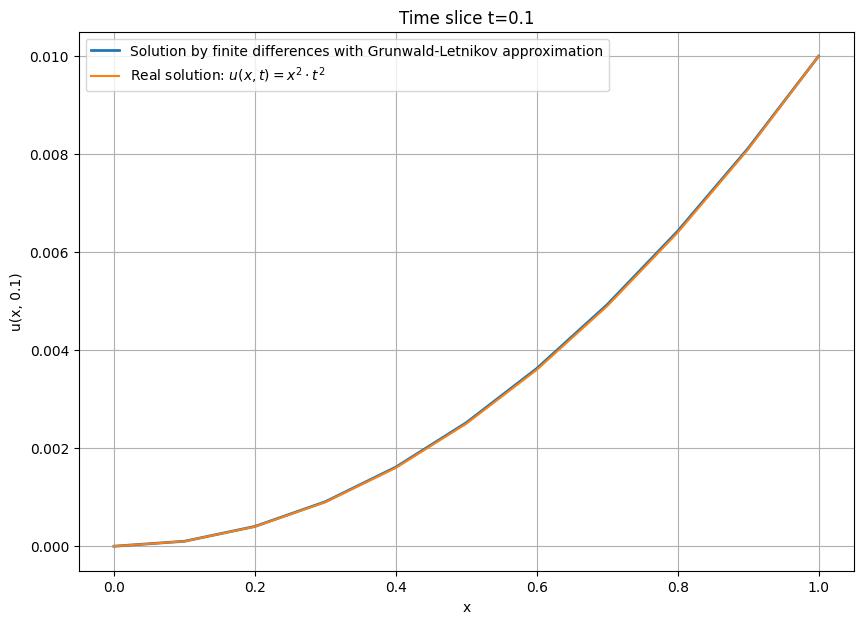 Time slice t=0.1
Solution by finite differences with Grunwald-Letnikov approximation
Real solution: u(x, t) = x² · t²
0.010
0.008
0.006
0.004
0.002
0.000
u(x, 0.1)
0.0 0.2 0.4 0.6 0.8 1.0
x